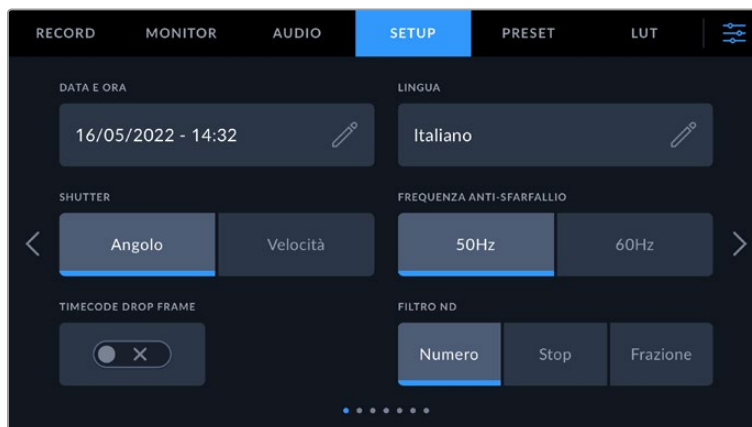 RECORD MONITOR AUDIO SETUP PRESET LUT
DATA E ORA LINGUA
16/05/2022 - 14:32 Italiano
SHUTTER FREQUENZA ANTI-SFARFALLIO
Angolo Velocità 50Hz 60Hz
TIMECODE DROP FRAME FILTRO ND
Numero Stop Frazione